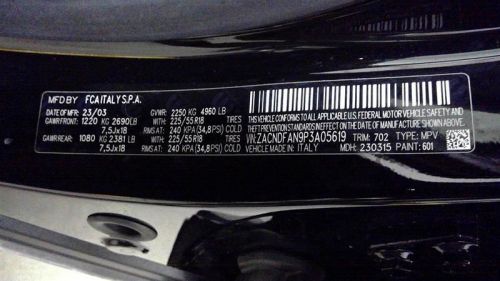 MFD BY FCA ITALY S.P.A.
DATE OF MFR: 23/03 GVWR: 2250 KG 4960 LB
GAWR FRONT: 1220 KG 2690 LB WITH: 225/55R18
7,5Jx18 RIMS AT: 240 KPA (34,8 PSI) COLD
GAWR REAR: 1080 KG 2381 LB WITH: 225/55R18
7,5Jx18 RIMS AT: 240 KPA (34,8 PSI) COLD
THIS VEHICLE CONFORMS TO ALL APPLICABLE U.S. FEDERAL MOTOR VEHICLE SAFETY AND
THEFT PREVENTION STANDARDS IN EFFECT ON THE DATE OF MANUFACTURE SHOWN ABOVE
VIN: ZACNDFAN9P3A05619 TRIM: 702 TYPE: MPV
VEHICLE MADE IN: ITALY MDH: 230315 PAINT: 601